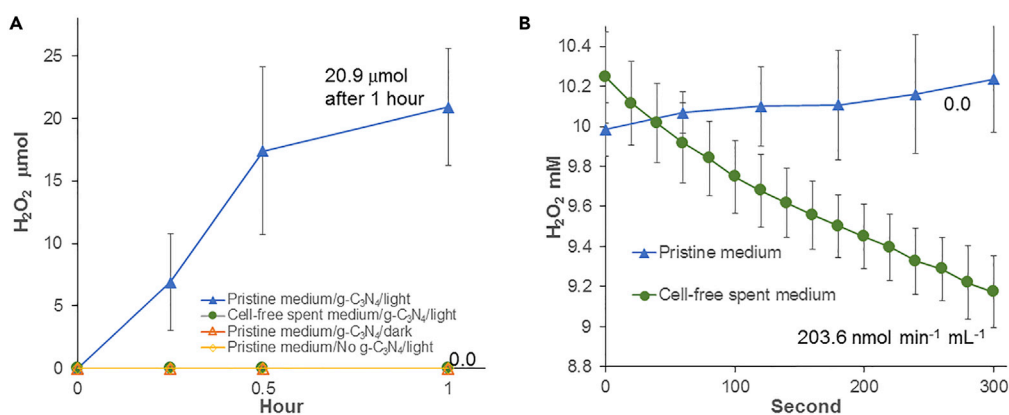 A
H₂O₂ μmol
25
20
15
10
5
0
20.9 μmol
after 1 hour
Pristine medium/g-C₃N₄/light
Cell-free spent medium/g-C₃N₄/light
Pristine medium/g-C₃N₄/dark
Pristine medium/No g-C₃N₄/light
0.0
0
0.5
1
Hour
B
H₂O₂ mM
10.4
10.2
10
9.8
9.6
9.4
9.2
9
8.8
0.0
Pristine medium
Cell-free spent medium
203.6 nmol min⁻¹ mL⁻¹
0
100
200
300
Second